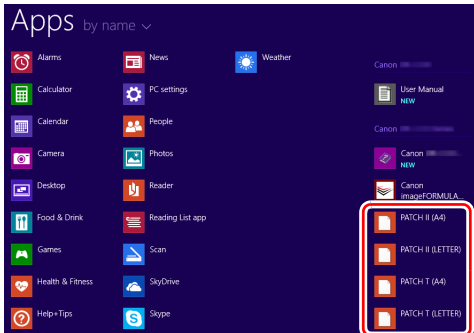 Apps by name
Alarms
Calculator
Calendar
Camera
Desktop
Food & Drink
Games
Health & Fitness
Help+Tips
News
PC settings
People
Photos
Reader
Reading List app
Scan
SkyDrive
Skype
Weather
Canon
User Manual
NEW
Canon
Canon
NEW
Canon
imageFORMULA...
PATCH II (A4)
PATCH II (LETTER)
PATCH T (A4)
PATCH T (LETTER)